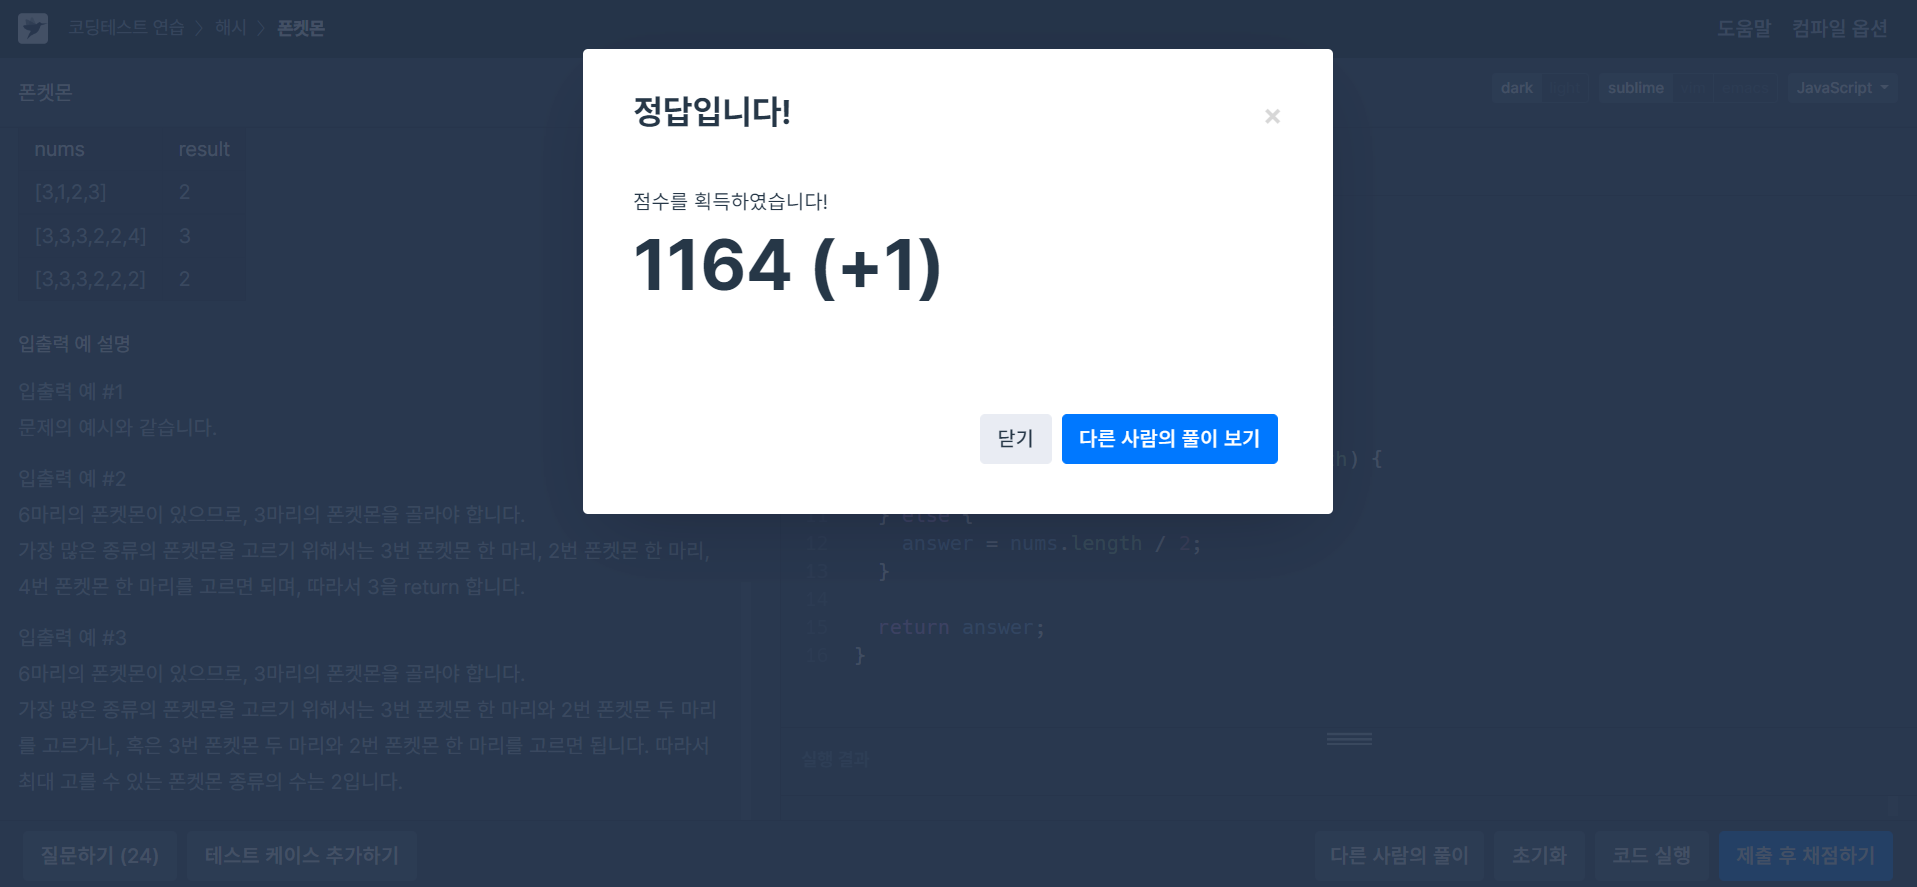 코딩테스트 연습 > 해시 > 폰켓몬
도움말 컴파일 옵션
폰켓몬
dark light sublime vim emacs JavaScript
nums result
[3,1,2,3] 2
[3,3,3,2,2,4] 3
[3,3,3,2,2,2] 2
입출력 예 설명
입출력 예 #1
문제의 예시와 같습니다.
입출력 예 #2
6마리의 폰켓몬이 있으므로, 3마리의 폰켓몬을 골라야 합니다.
가장 많은 종류의 폰켓몬을 고르기 위해서는 3번 폰켓몬 한 마리, 2번 폰켓몬 한 마리,
4번 폰켓몬 한 마리를 고르면 되며, 따라서 3을 return 합니다.
입출력 예 #3
6마리의 폰켓몬이 있으므로, 3마리의 폰켓몬을 골라야 합니다.
가장 많은 종류의 폰켓몬을 고르기 위해서는 3번 폰켓몬 한 마리와 2번 폰켓몬 두 마리
를 고르거나, 혹은 3번 폰켓몬 두 마리와 2번 폰켓몬 한 마리를 고르면 됩니다. 따라서
최대 고를 수 있는 폰켓몬 종류의 수는 2입니다.
정답입니다!
×
점수를 획득하였습니다!
1164 (+1)
닫기 다른 사람의 풀이 보기
h) {
} else {
12 answer = nums.length / 2;
13 }
14
15 return answer;
16 }
실행 결과
질문하기 (24) 테스트 케이스 추가하기
다른 사람의 풀이 초기화 코드 실행 제출 후 채점하기